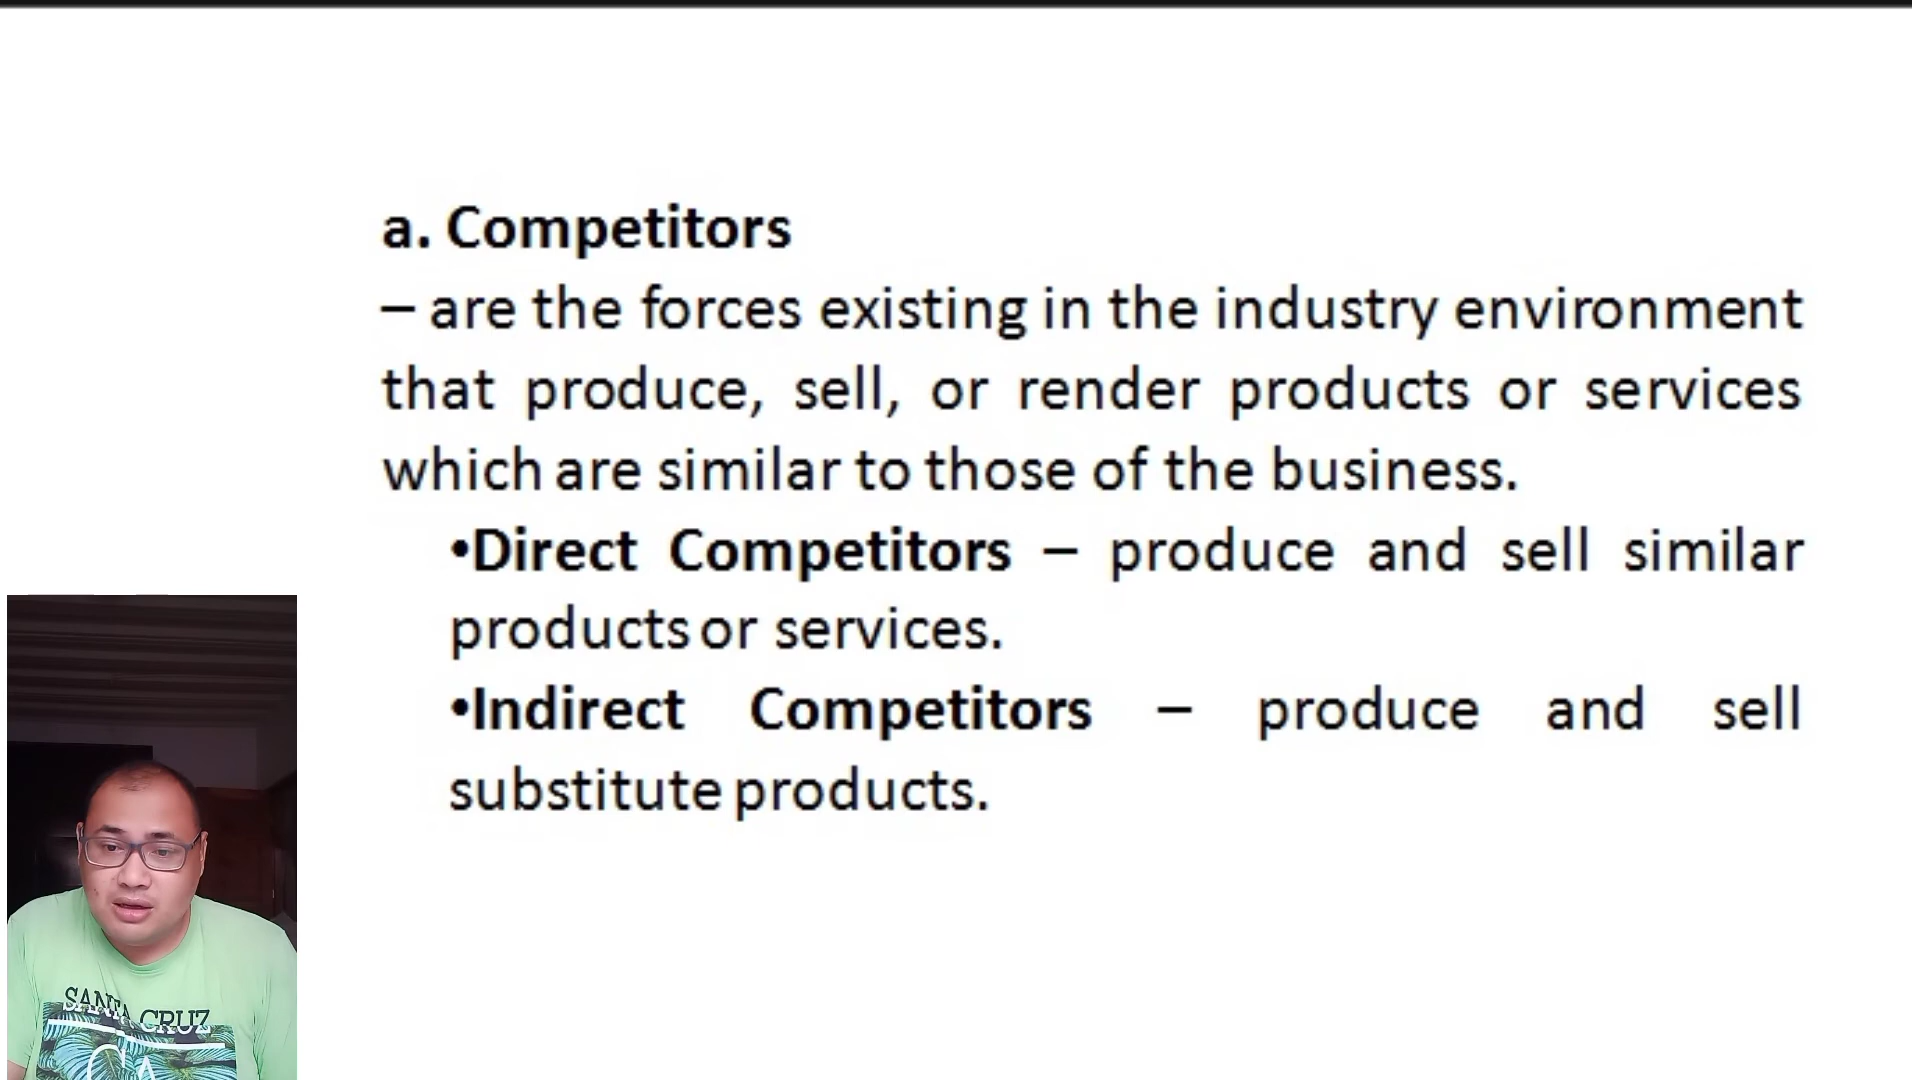 a. Competitors
– are the forces existing in the industry environment
that produce, sell, or render products or services
which are similar to those of the business.
•Direct Competitors – produce and sell similar
products or services.
•Indirect Competitors – produce and sell
substitute products.
SANTA CRUZ
CA